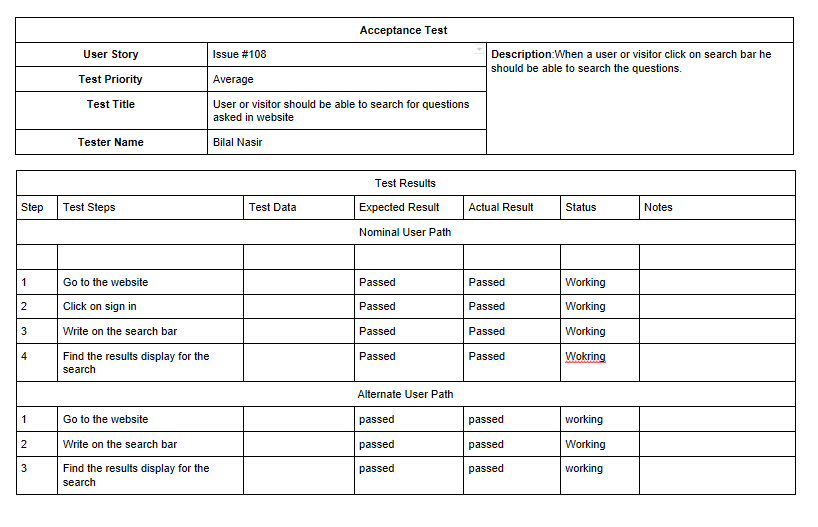 Acceptance Test
User Story
Issue #108
Description:When a user or visitor click on search bar he
should be able to search the questions.
Test Priority
Average
Test Title
User or visitor should be able to search for questions
asked in website
Tester Name
Bilal Nasir
Test Results
Step Test Steps Test Data Expected Result Actual Result Status Notes
Nominal User Path
1 Go to the website Passed Passed Working
2 Click on sign in Passed Passed Working
3 Write on the search bar Passed Passed Working
4 Find the results display for the Passed Passed Wokring
search
Alternate User Path
1 Go to the website passed passed working
2 Write on the search bar passed passed Working
3 Find the results display for the passed passed working
search